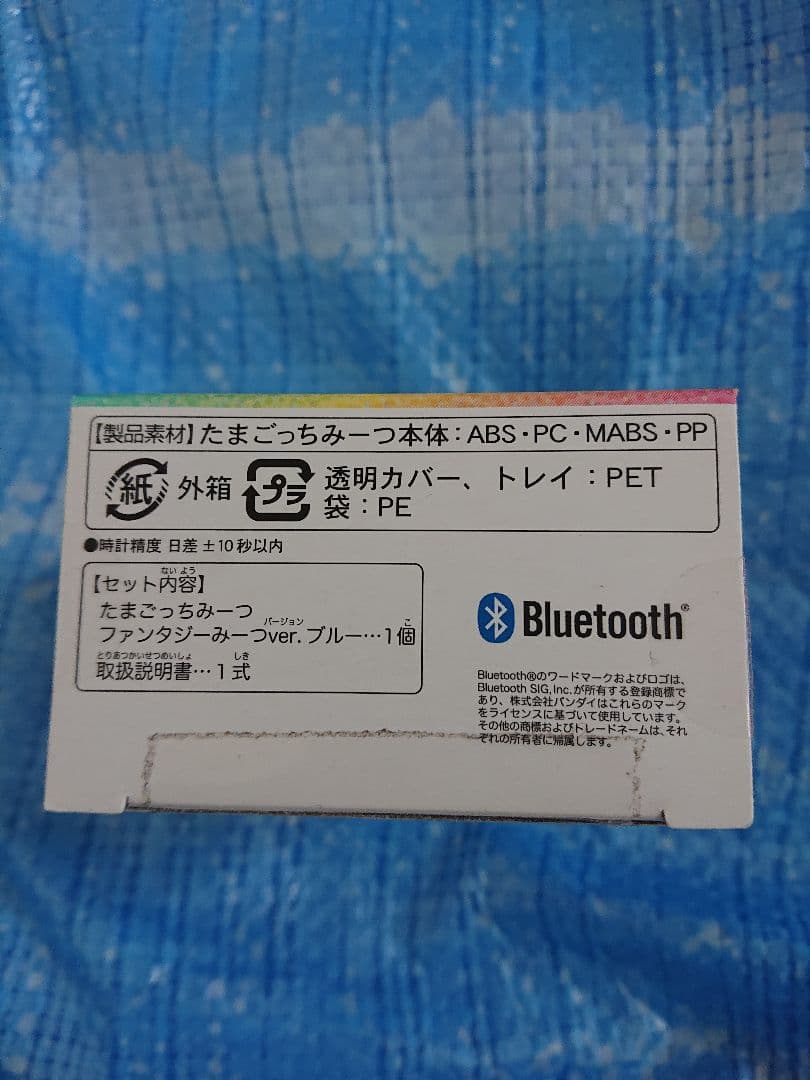 【製品素材】たまごっちみーつ本体：ABS・PC・MABS・PP
紙 外箱 プラ 透明カバー、トレイ：PET
袋：PE
●時計精度 日差±10秒以内
【セット内容】
ないよう
たまごっちみーつ
バージョン
こ
ファンタジーみーつver. ブルー…1個
とりあつかいせつめいしょ
しき
取扱説明書…1式
Bluetooth®
Bluetooth®のワードマークおよびロゴは、
Bluetooth SIG, Inc. が所有する登録商標で
あり、株式会社バンダイはこれらのマーク
をライセンスに基づいて使用しています。
その他の商標およびトレードネームは、それ
ぞれの所有者に帰属します。